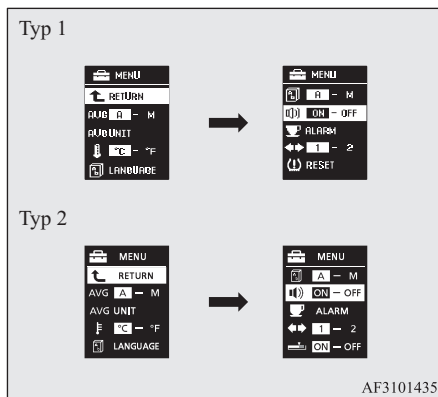 Typ 1
MENU
RETURN
AVG A - M
AVG UNIT
°C - °F
LANGUAGE
MENU
A - M
ON - OFF
ALARM
1 - 2
RESET
Typ 2
MENU
RETURN
AVG A - M
AVG UNIT
°C - °F
LANGUAGE
MENU
A - M
ON - OFF
ALARM
1 - 2
ON - OFF
AF3101435